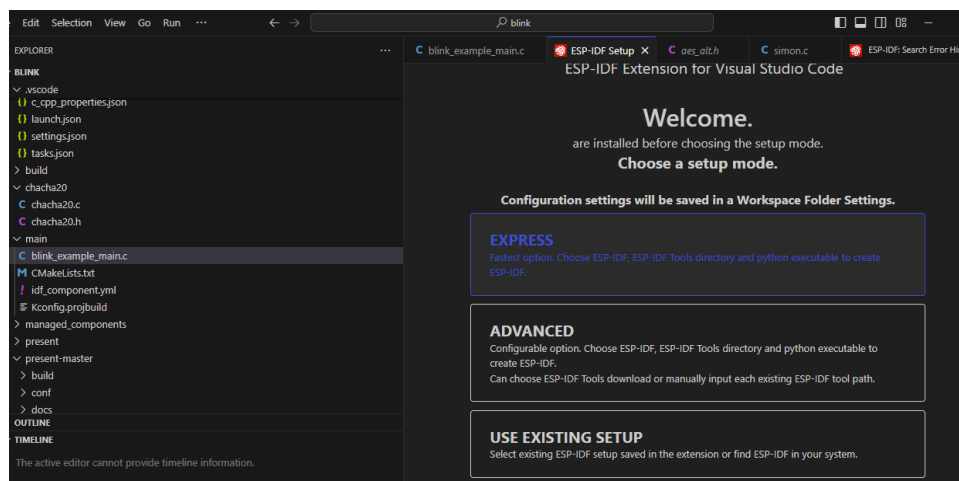 Edit Selection View Go Run ··· ← → blink
EXPLORER ···
BLINK
.vscode
{} c_cpp_properties.json
{} launch.json
{} settings.json
{} tasks.json
> build
chacha20
C chacha20.c
C chacha20.h
main
C blink_example_main.c
M CMakeLists.txt
! idf_component.yml
Kconfig.projbuild
> managed_components
> present
present-master
> build
> conf
> docs
OUTLINE
TIMELINE
The active editor cannot provide timeline information.
C blink_example_main.c ESP-IDF Setup × C aes_alt.h C simon.c ESP-IDF: Search Error Hi
ESP-IDF Extension for Visual Studio Code
Welcome.
are installed before choosing the setup mode.
Choose a setup mode.
Configuration settings will be saved in a Workspace Folder Settings.
EXPRESS
Fastest option. Choose ESP-IDF, ESP-IDF Tools directory and python executable to create
ESP-IDF.
ADVANCED
Configurable option. Choose ESP-IDF, ESP-IDF Tools directory and python executable to
create ESP-IDF.
Can choose ESP-IDF Tools download or manually input each existing ESP-IDF tool path.
USE EXISTING SETUP
Select existing ESP-IDF setup saved in the extension or find ESP-IDF in your system.